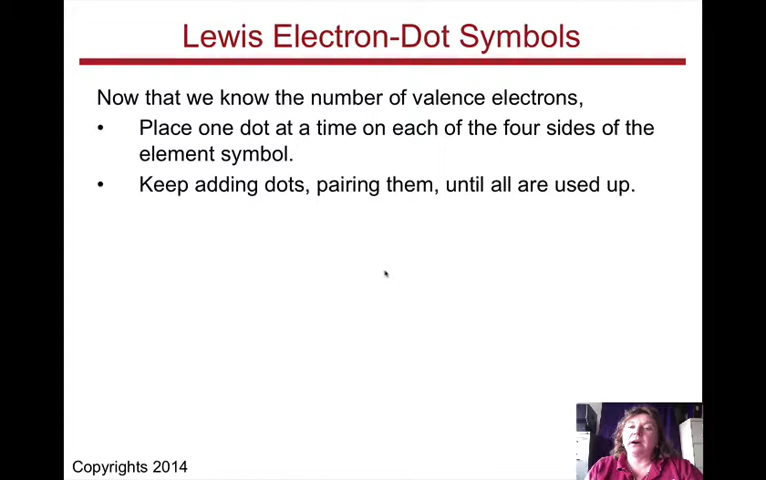 Lewis Electron-Dot Symbols
Now that we know the number of valence electrons,
• Place one dot at a time on each of the four sides of the
element symbol.
• Keep adding dots, pairing them, until all are used up.
Copyrights 2014